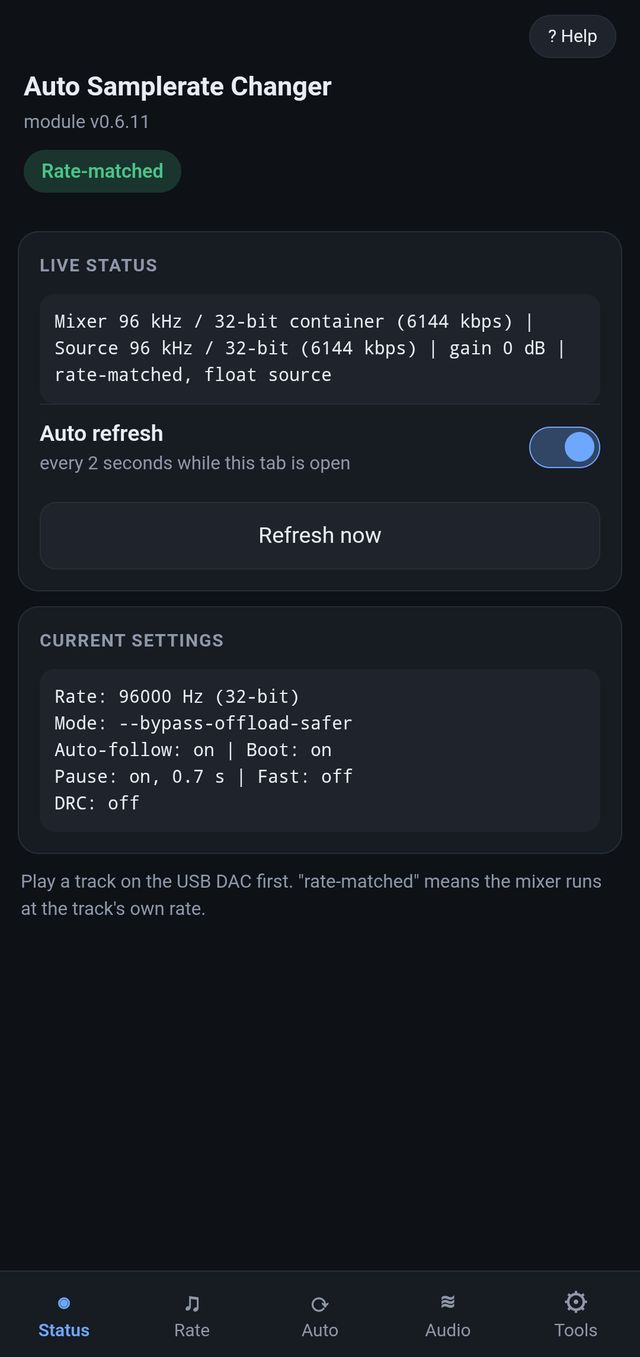 ? Help
Auto Samplerate Changer
module v0.6.11
Rate-matched
LIVE STATUS
Mixer 96 kHz / 32-bit container (6144 kbps) |
Source 96 kHz / 32-bit (6144 kbps) | gain 0 dB |
rate-matched, float source
Auto refresh
every 2 seconds while this tab is open
Refresh now
CURRENT SETTINGS
Rate: 96000 Hz (32-bit)
Mode: --bypass-offload-safer
Auto-follow: on | Boot: on
Pause: on, 0.7 s | Fast: off
DRC: off
Play a track on the USB DAC first. "rate-matched" means the mixer runs
at the track's own rate.
Status Rate Auto Audio Tools